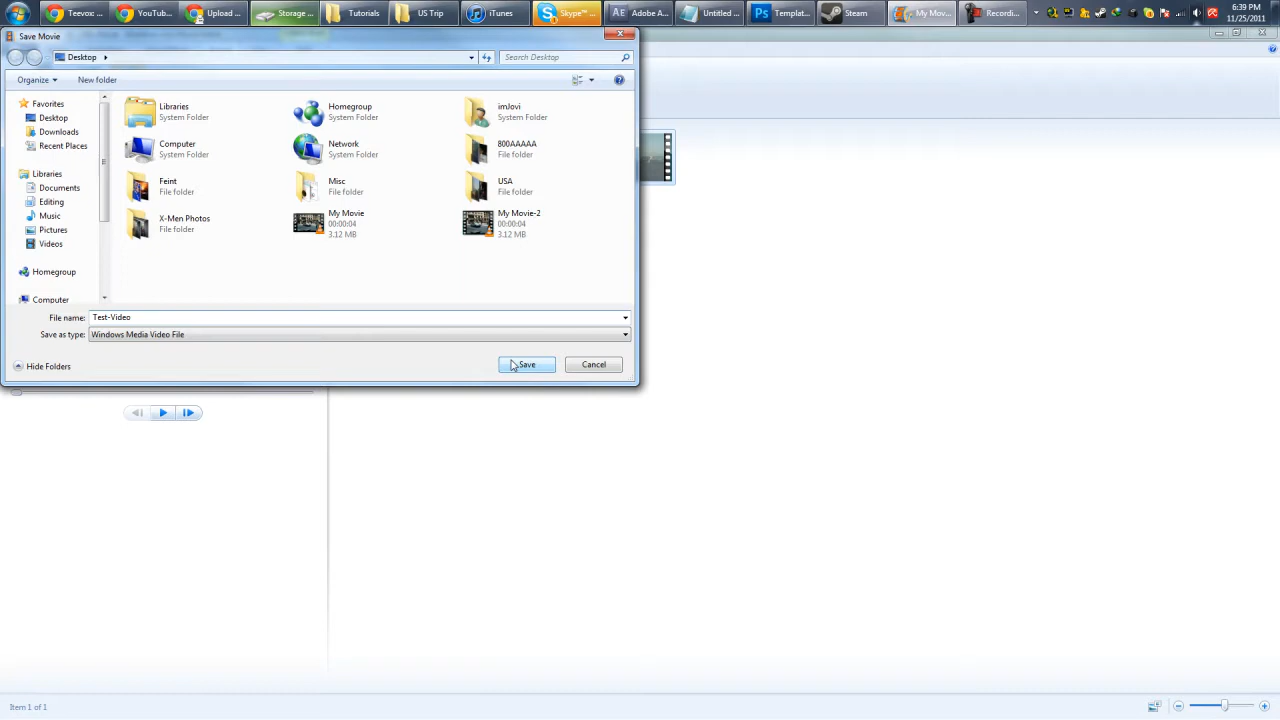 Teevox ... YouTub... Upload ... Storage ... Tutorials US Trip iTunes Skype™ ... Adobe A... Untitled ... Templat... Steam My Mov... Recordi... 6:39 PM
11/25/2011
Save Movie
Desktop Search Desktop
Organize New folder
Favorites
Desktop
Downloads
Recent Places
Libraries
Documents
Editing
Music
Pictures
Videos
Homegroup
Computer
Libraries
System Folder
Homegroup
System Folder
imJovi
System Folder
Computer
System Folder
Network
System Folder
800AAAAA
File folder
Feint
File folder
Misc
File folder
USA
File folder
X-Men Photos
File folder
My Movie
00:00:04
3.12 MB
My Movie-2
00:00:04
3.12 MB
File name: Test-Video
Save as type: Windows Media Video File
Hide Folders Save Cancel
Item 1 of 1